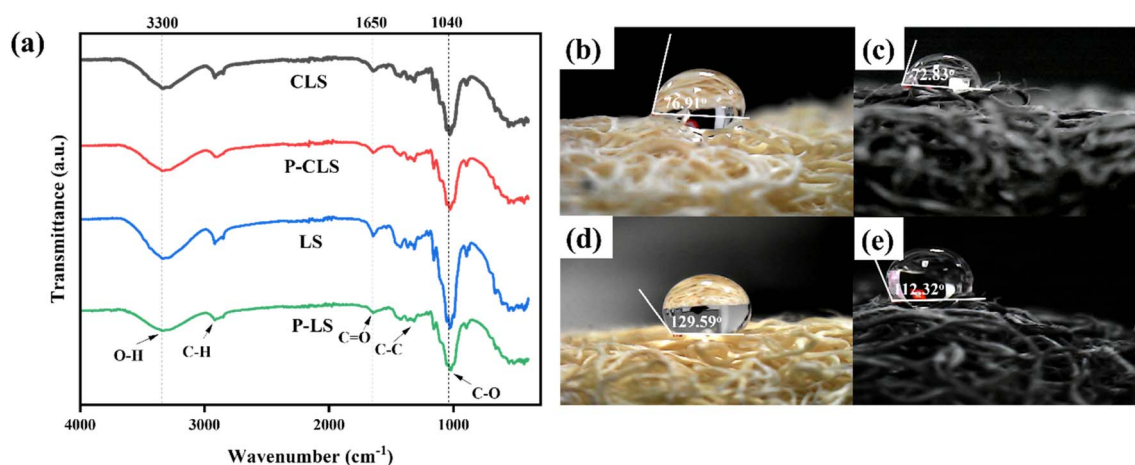 (a)
3300 1650 1040
CLS
P-CLS
LS
P-LS
O-H
C-H
C=O
C-C
C-O
Transmittance (a.u.)
4000 3000 2000 1000
Wavenumber (cm⁻¹)
(b)
76.91°
(c)
72.83°
(d)
129.59°
(e)
112.32°